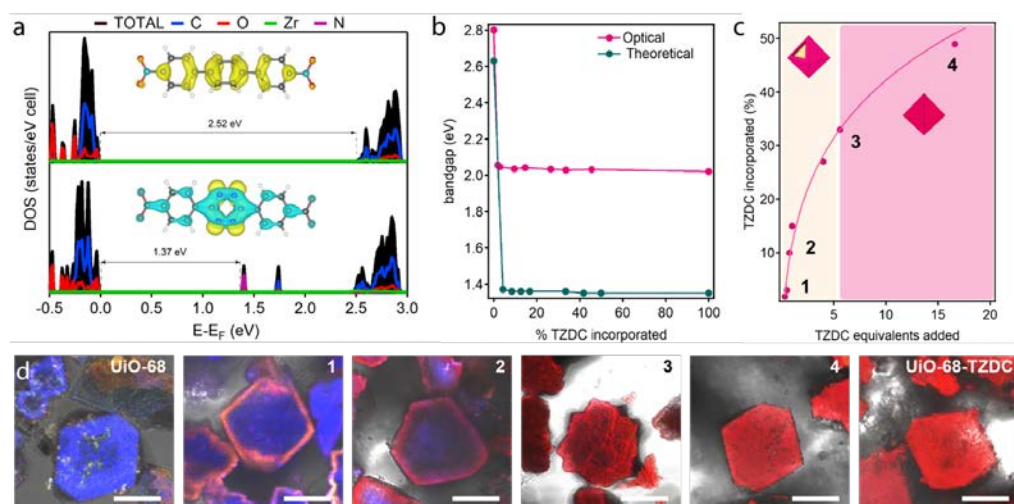 a
TOTAL C O Zr N
DOS (states/eV cell)
2.52 eV
1.37 eV
-0.5 0.0 0.5 1.0 1.5 2.0 2.5 3.0
E-EF (eV)
b
Optical
Theoretical
bandgap (eV)
2.8
2.6
2.4
2.2
2.0
1.8
1.6
1.4
0 20 40 60 80 100
% TZDC incorporated
c
TZDC incorporated (%)
50
40
30
20
10
1
2
3
4
0 5 10 15 20
TZDC equivalents added
d
UiO-68
1
2
3
4
UiO-68-TZDC